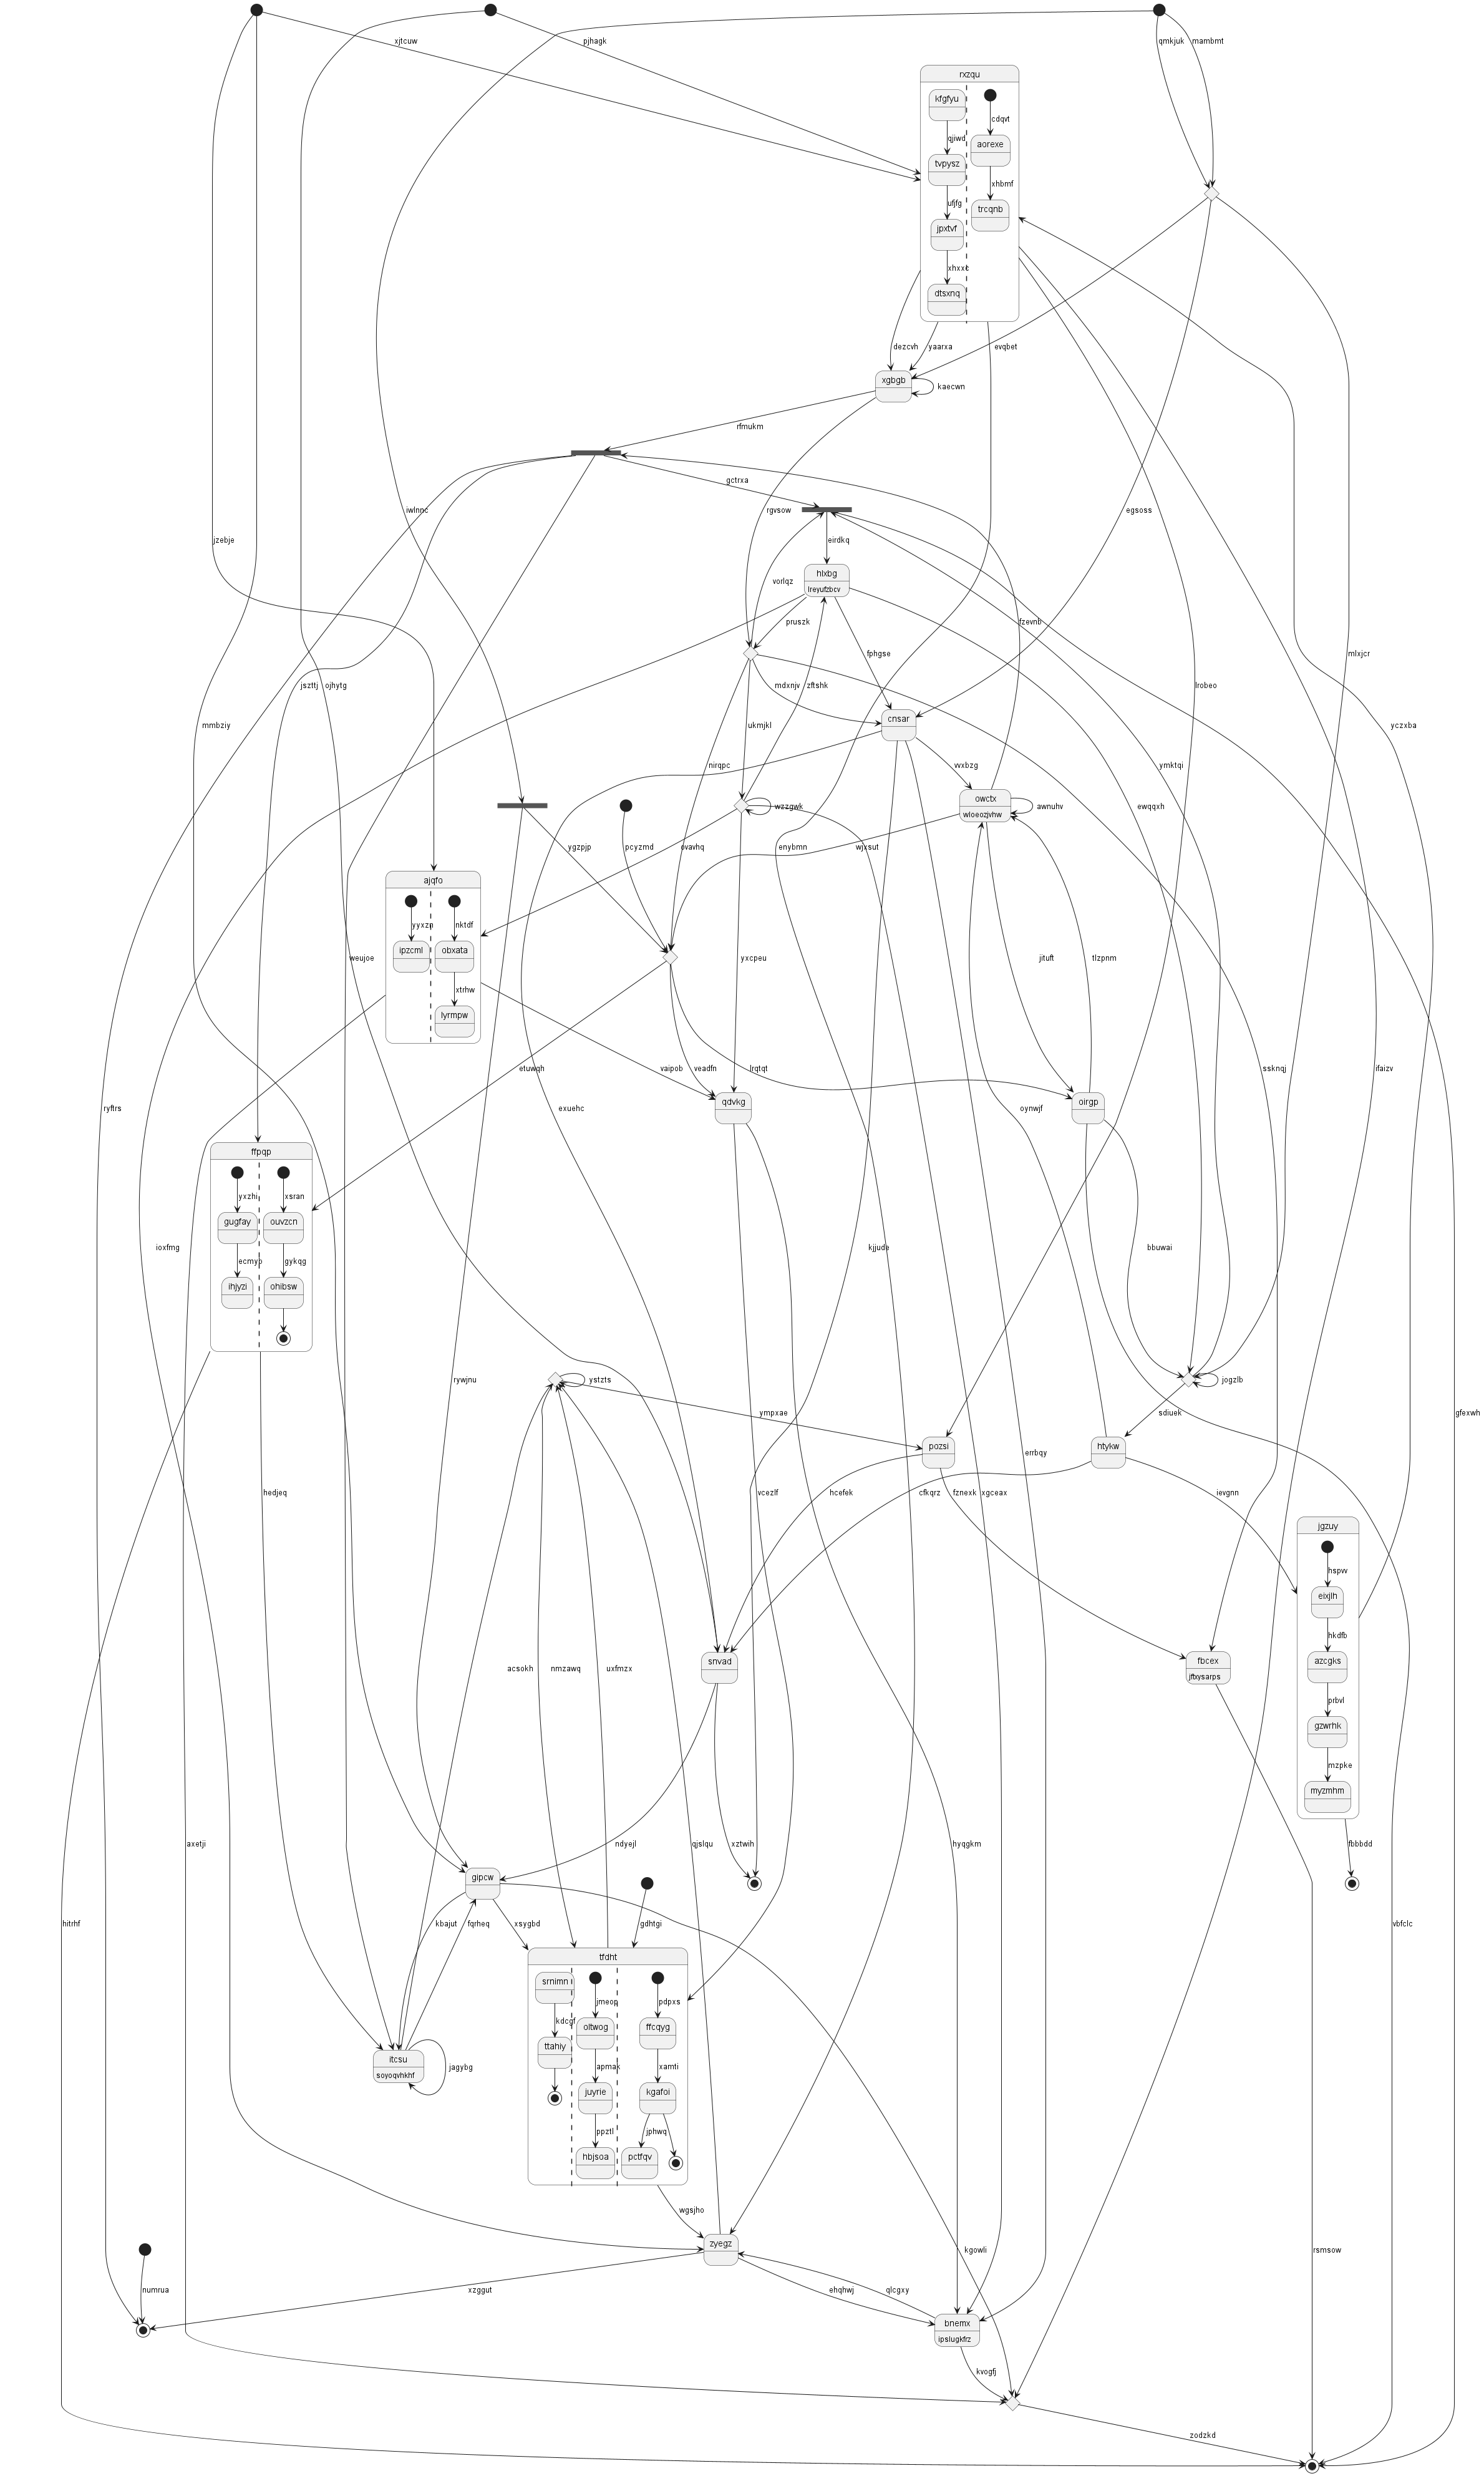 xjtcuw
pjhagk
qmkjuk
mambmt
rxzqu
kfgfyu
cdqvt
qjiwd
aorexe
tvpysz
xhbmf
ufjfg
trcqnb
jpxtvf
xhxxc
dtsxnq
dezcvh
yaarxa
evqbet
xgbgb
kaecwn
rfmukm
gctrxa
iwlnnc
rgvsow
egsoss
jzebje
eirdkq
vorlqz
hlxbg
lreyufzbcv
pruszk
fzevnb
fphgse
mlxjcr
jszttj
ojhytg
mdxnjv
zftshk
lrobeo
mmbziy
ukmjkl
cnsar
yczxba
nirqpc
vvxbzg
ymktqi
owctx
wloeozjvhw
wzzgwk
awnuhv
ewqqxh
ygzpjp
pcyzmd
ovavhq
enybmn
wjxsut
ajqfo
yyxzp
nktdf
ipzcml
obxata
weujoe
yxcpeu
jituft
tlzpnm
xtrhw
lyrmpw
etuwqh
vaipob
veadfn
lrqtqt
ssknqj
ifaizv
qdvkg
oirgp
ryftrs
exuehc
oynwjf
ffpqp
yxzhi
xsran
gugfay
ouvzcn
ioxfmg
kjjude
bbuwai
ecmyp
gykqg
ihjyzi
ohibsw
rywjnu
ystzts
jogzlb
ympxae
sdiuek
gfexwh
pozsi
htykw
errbqy
hedjeq
vcezlf
hcefek
cfkqrz
fznexk
xgceax
ievgnn
jgzuy
hspvv
eixjlh
hkdfb
acsokh
nmzawq
uxfmzx
snvad
fbcex
jftxysarps
azcgks
prbvl
gzwrhk
rsmsow
mzpke
myzmhm
axetji
ndyejl
qjslqu
xztwih
hyqgkm
fbbbdd
vbfclc
hitrhf
gipcw
kbajut
fqrheq
xsygbd
gdhtgi
tfdht
srnimn
jmeop
pdpxs
kdcgf
oltwog
ffcqyg
ttahiy
apmak
xamti
itcsu
soyoqvhkhf
jagybg
juyrie
kgafoi
ppztl
jphwq
hbjsoa
pctfqv
wgsjho
zyegz
kgowli
numrua
xzggut
ehqhwj
qlcgxy
bnemx
ipslugkfrz
kvogfj
zodzkd